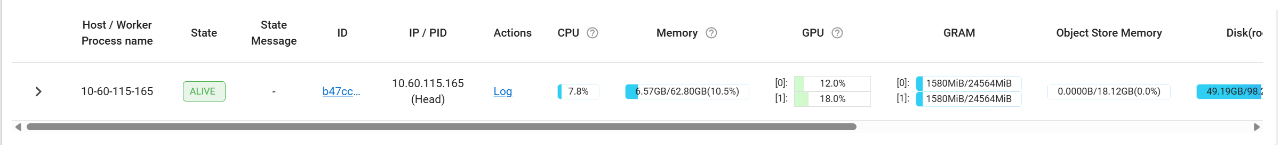 Host / Worker Process name
State
State Message
ID
IP / PID
Actions
CPU
Memory
GPU
GRAM
Object Store Memory
Disk(ro
10-60-115-165
ALIVE
-
b47cc...
10.60.115.165 (Head)
Log
7.8%
6.57GB/62.80GB(10.5%)
[0]: 12.0%
[1]: 18.0%
[0]: 1580MiB/24564MiB
[1]: 1580MiB/24564MiB
0.0000B/18.12GB(0.0%)
49.19GB/98.2